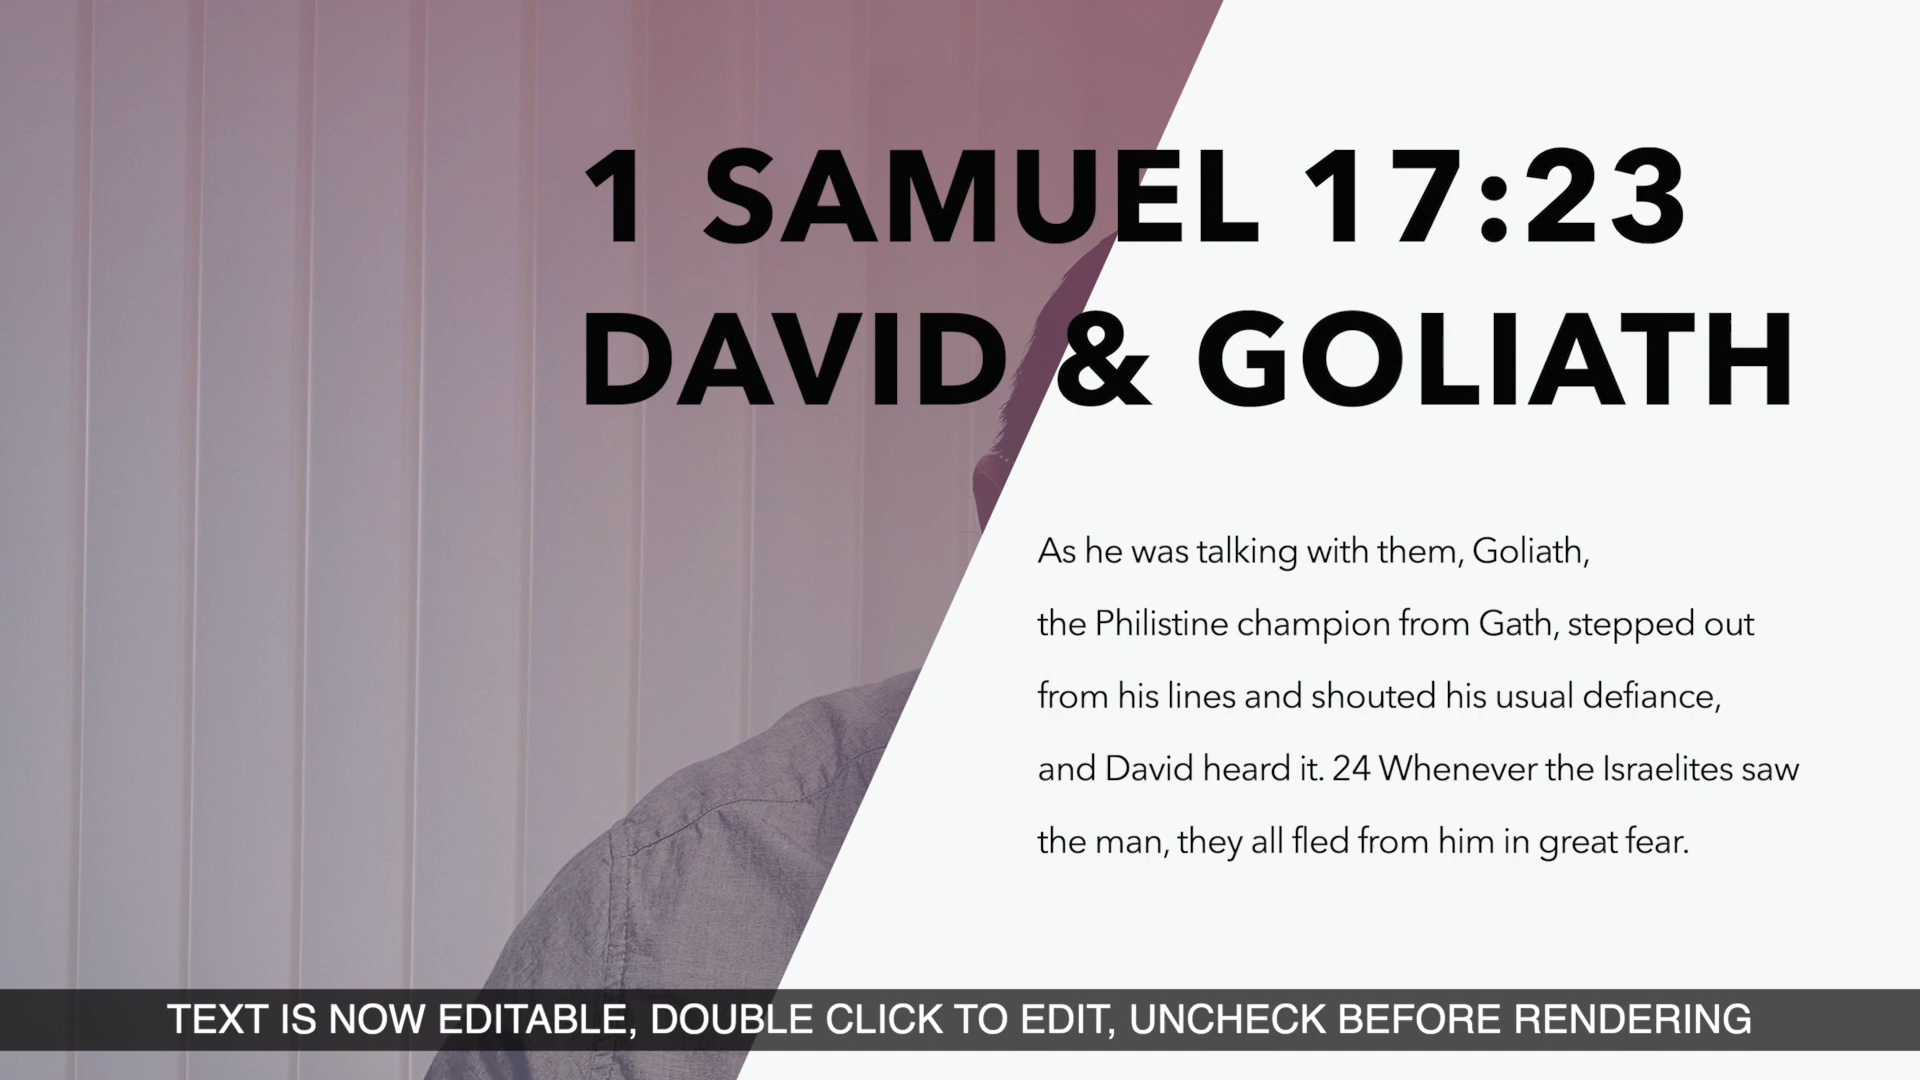 1 SAMUEL 17:23
DAVID & GOLIATH
As he was talking with them, Goliath,
the Philistine champion from Gath, stepped out
from his lines and shouted his usual defiance,
and David heard it. 24 Whenever the Israelites saw
the man, they all fled from him in great fear.
TEXT IS NOW EDITABLE, DOUBLE CLICK TO EDIT, UNCHECK BEFORE RENDERING